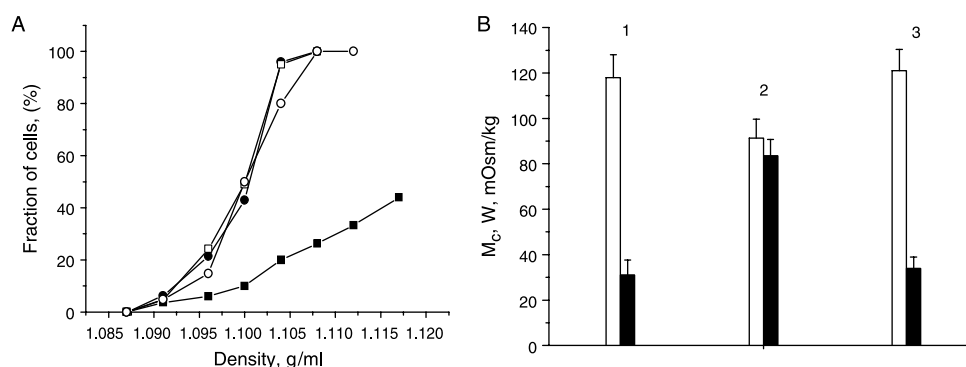 A
100
80
60
40
20
0
Fraction of cells, (%)
1.085 1.090 1.095 1.100 1.105 1.110 1.115 1.120
Density, g/ml
B
140
120
100
80
60
40
20
0
M_c, W, mOsm/kg
1
2
3